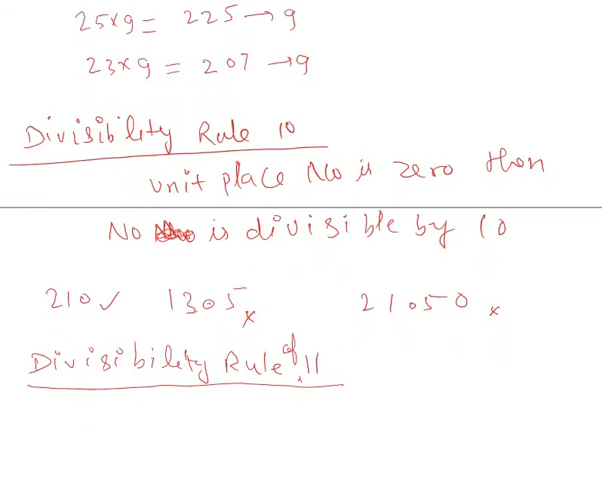 25×9 = 225 → 9
23×9 = 207 → 9
Divisibility Rule 10
unit place No is zero then
No is divisible by 10
210 ✓ 1305 × 21050 ×
Divisibility Rule of 11